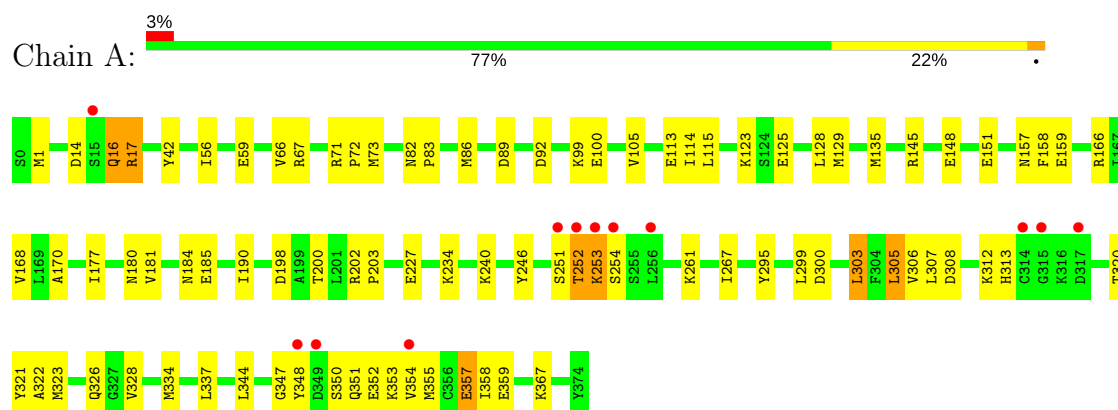 3%
Chain A:
77% 22% •
S0 M1 D14 S15 Q16 R17 Y42 I56 E59 V66 R67 R71 P72 M73 N82 P83 M86 D89 D92 K99 E100 V105 E113 I114 L115 K123 S124 E125 L128 M129 M135 R145 E148 E151 N157 F158 E159 R166 I167
V168 L169 A170 I177 N180 V181 N184 E185 I190 D198 A199 T200 L201 R202 P203 E227 K234 K240 Y246 S251 T252 K253 S254 S255 L256 K261 I267 Y295 L299 D300 L303 F304 L305 V306 L307 D308 K312 H313 C314 G315 K316 D317 T320
Y321 A322 M323 Q326 G327 V328 M334 L337 L344 G347 Y348 D349 S350 Q351 E352 K353 V354 M355 C356 E357 I358 E359 K367 Y374